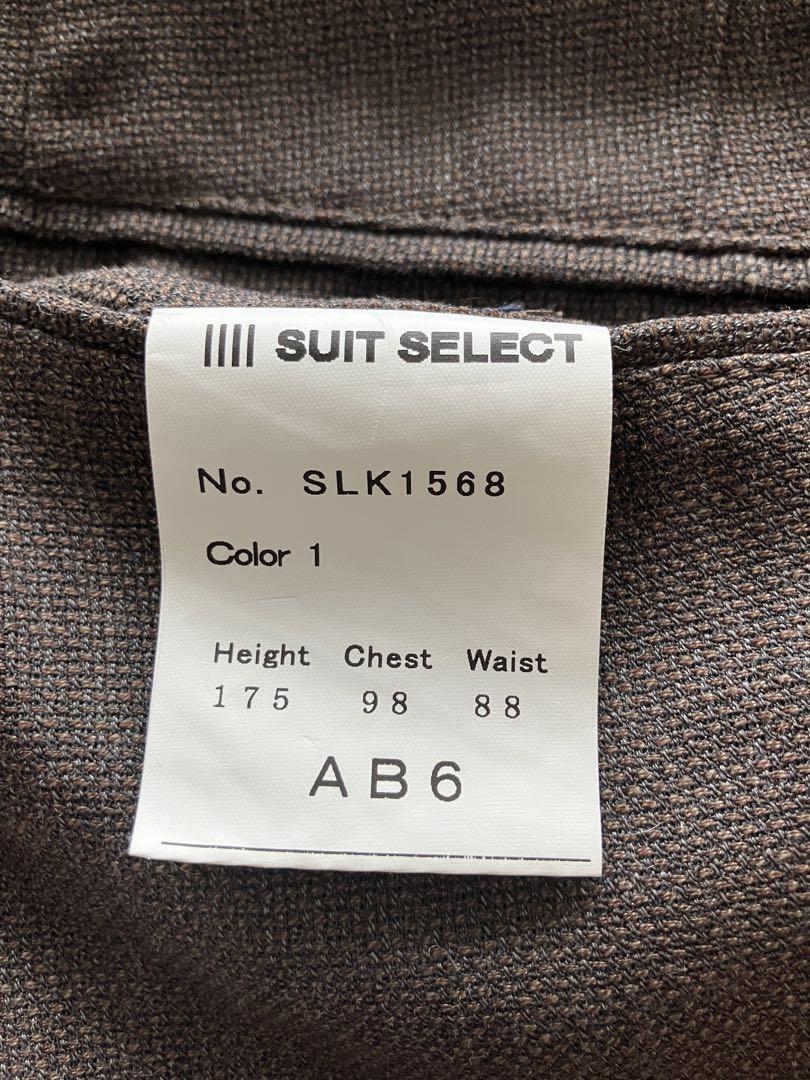 SUIT SELECT
No. SLK1568
Color 1
Height Chest Waist
175 98 88
AB6